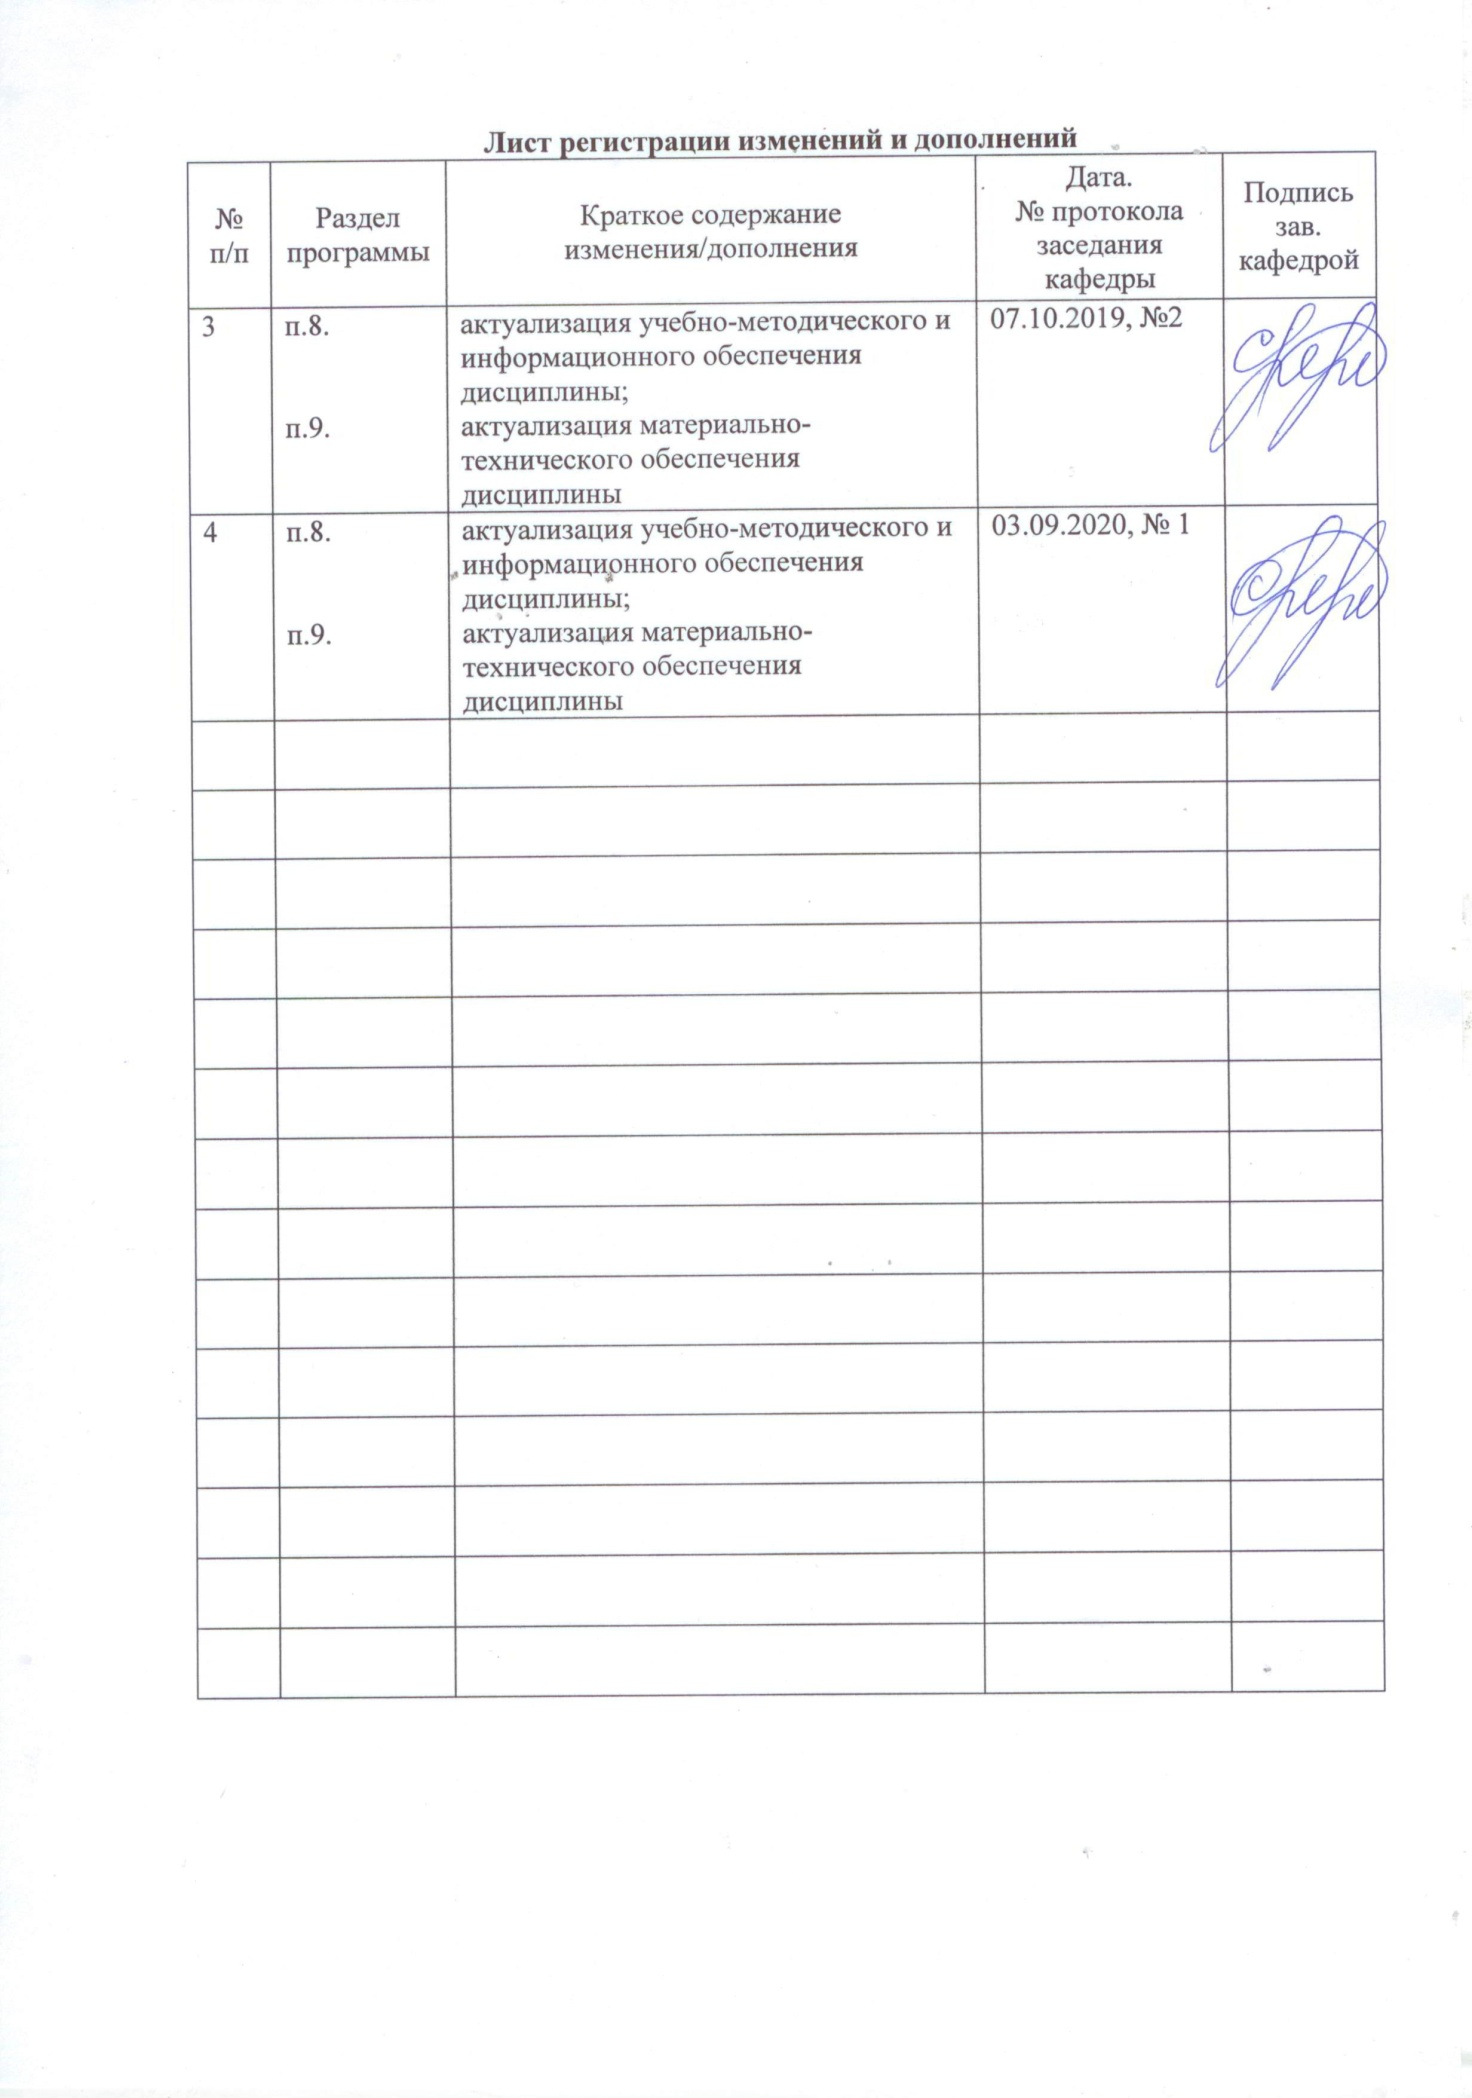 Лист регистрации изменений и дополнений
№
п/п
Раздел
программы
Краткое содержание
изменения/дополнения
Дата.
№ протокола
заседания
кафедры
Подпись
зав.
кафедрой
3
п.8.
п.9.
актуализация учебно-методического и
информационного обеспечения
дисциплины;
актуализация материально-
технического обеспечения
дисциплины
07.10.2019, №2
4
п.8.
п.9.
актуализация учебно-методического и
информационного обеспечения
дисциплины;
актуализация материально-
технического обеспечения
дисциплины
03.09.2020, № 1